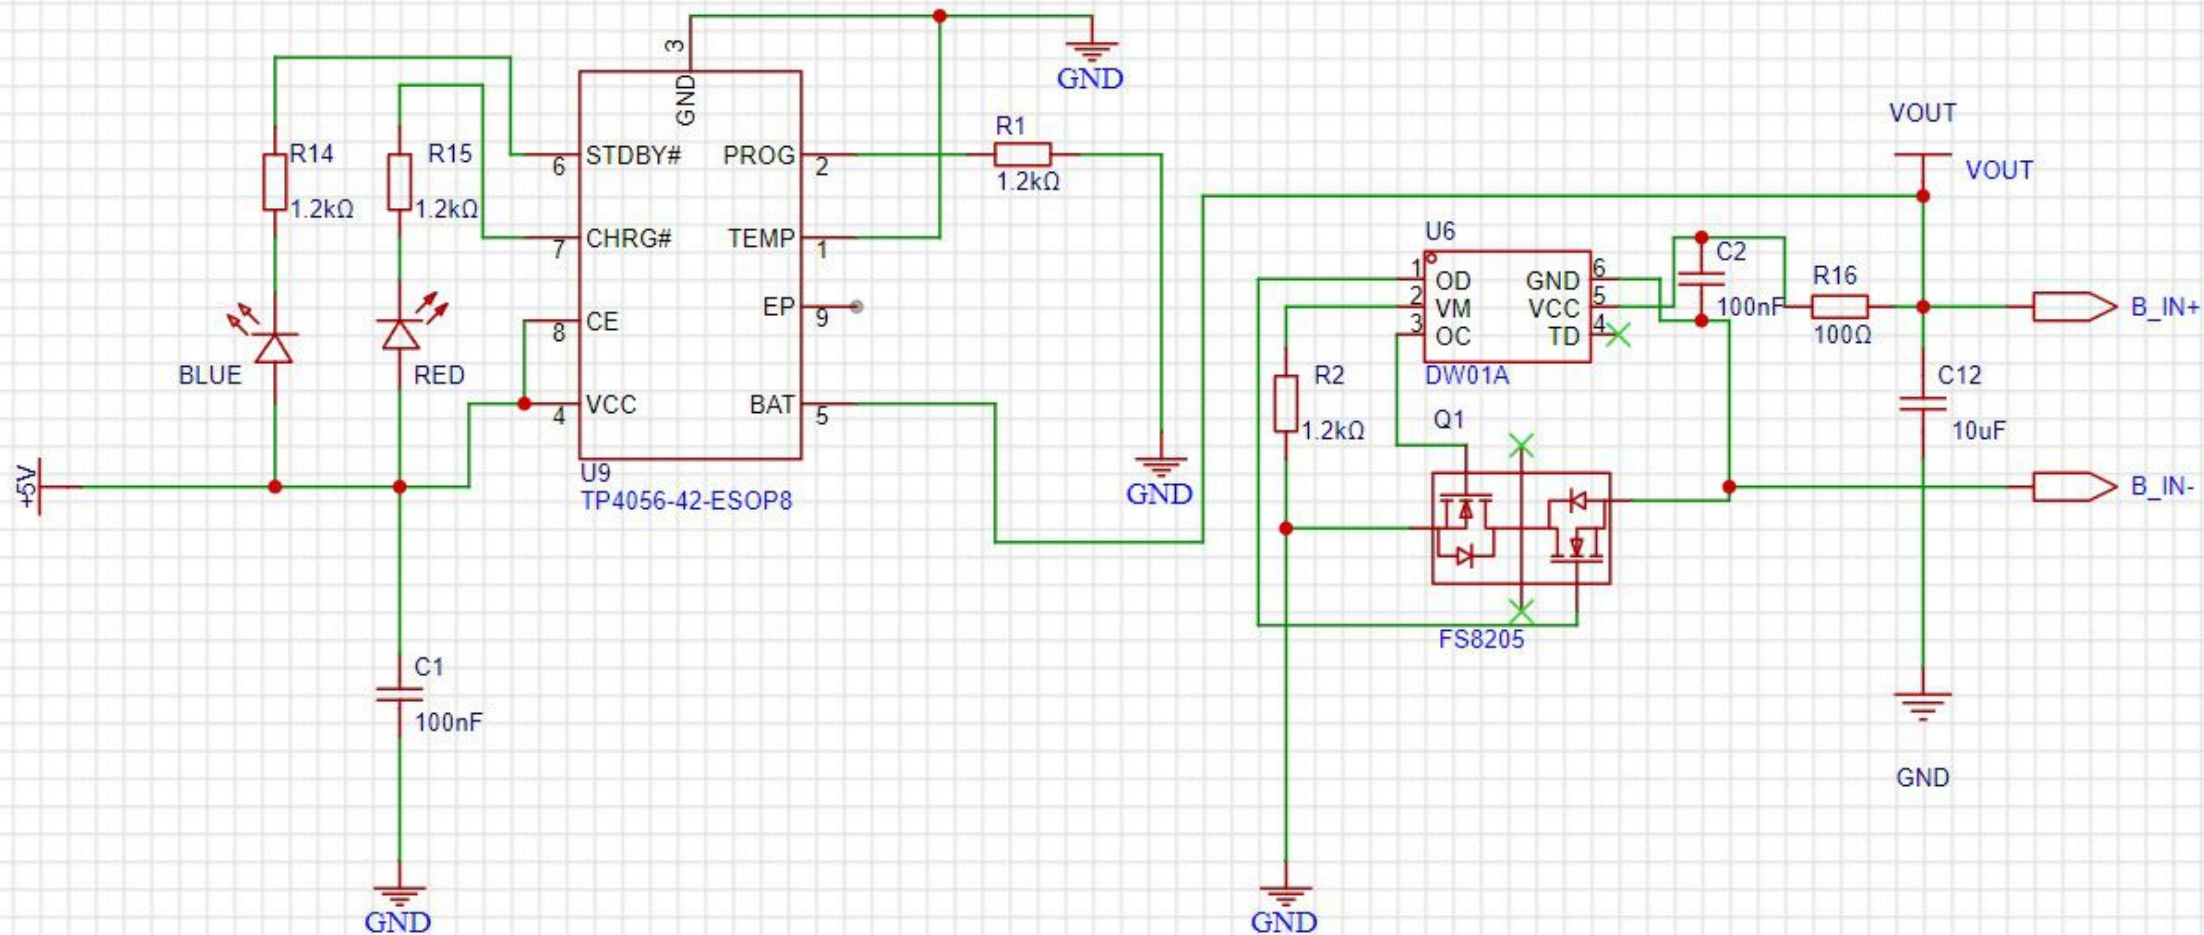 3
GND
GND
R14
1.2kΩ
R15
1.2kΩ
6
STDBY#
PROG
2
R1
1.2kΩ
7
CHRG#
TEMP
1
EP
9
8
CE
4
VCC
BAT
5
BLUE
RED
+5V
U9
TP4056-42-ESOP8
GND
C1
100nF
GND
VOUT
VOUT
U6
1
OD
GND
6
2
VM
VCC
5
3
OC
TD
4
DW01A
C2
100nF
R16
100Ω
B_IN+
R2
1.2kΩ
Q1
C12
10uF
B_IN-
FS8205
GND
GND